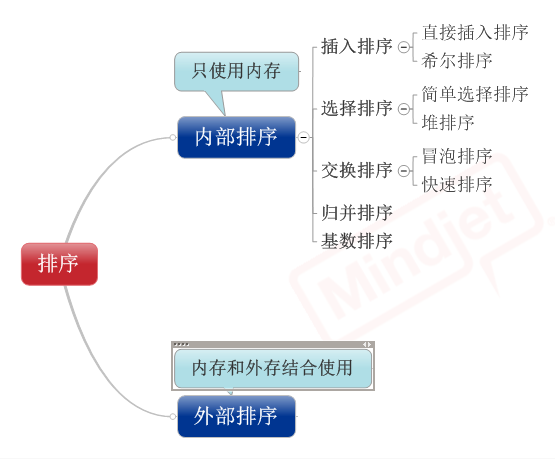 直接插入排序
插入排序
希尔排序
只使用内存
简单选择排序
选择排序
堆排序
内部排序
冒泡排序
交换排序
快速排序
归并排序
基数排序
排序
Mindjet
内存和外存结合使用
外部排序